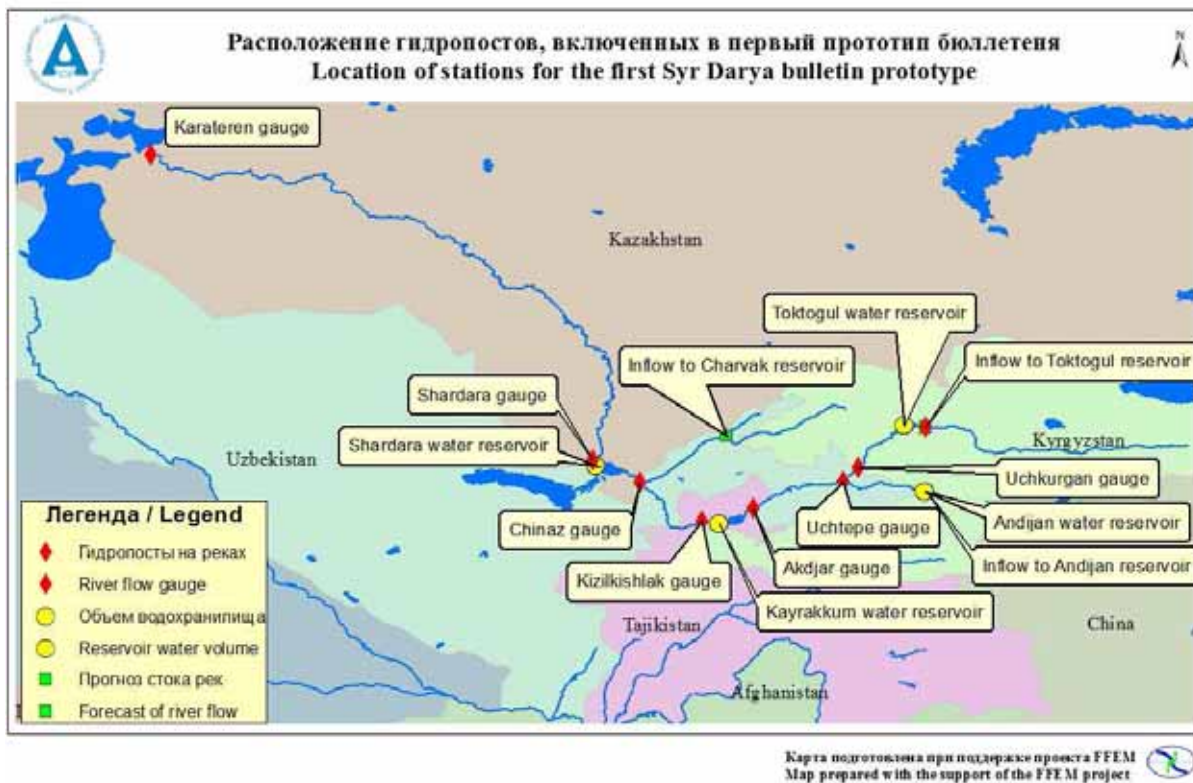 Расположение гидропостов, включенных в первый прототип бюллетеня
Location of stations for the first Syr Darya bulletin prototype
N
Karateren gauge
Kazakhstan
Toktogul water reservoir
Inflow to Charvak reservoir
Inflow to Toktogul reservoir
Shardara gauge
Shardara water reservoir
Uzbekistan
Kyrgyzstan
Uchkurgan gauge
Chinaz gauge
Uchtepe gauge
Andijan water reservoir
Kizilkishlak gauge
Akdjar gauge
Inflow to Andijan reservoir
Kayrakkum water reservoir
Tajikistan
China
Afghanistan
Легенда / Legend
Гидропосты на реках
River flow gauge
Объем водохранилища
Reservoir water volume
Прогноз стока рек
Forecast of river flow
Карта подготовлена при поддержке проекта FFEM
Map prepared with the support of the FFEM project